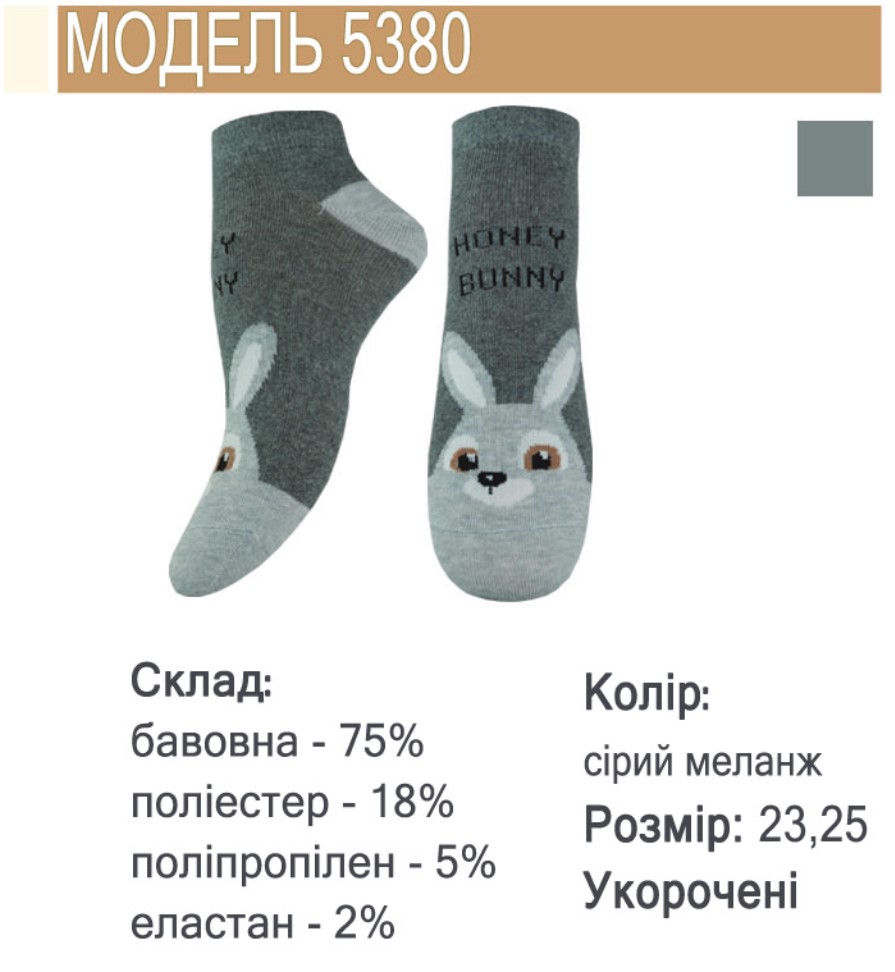 МОДЕЛЬ 5380
EY
NY
HONEY
BUNNY
Склад:
бавовна - 75%
поліестер - 18%
поліпропілен - 5%
еластан - 2%
Колір:
сірий меланж
Розмір: 23,25
Укорочені